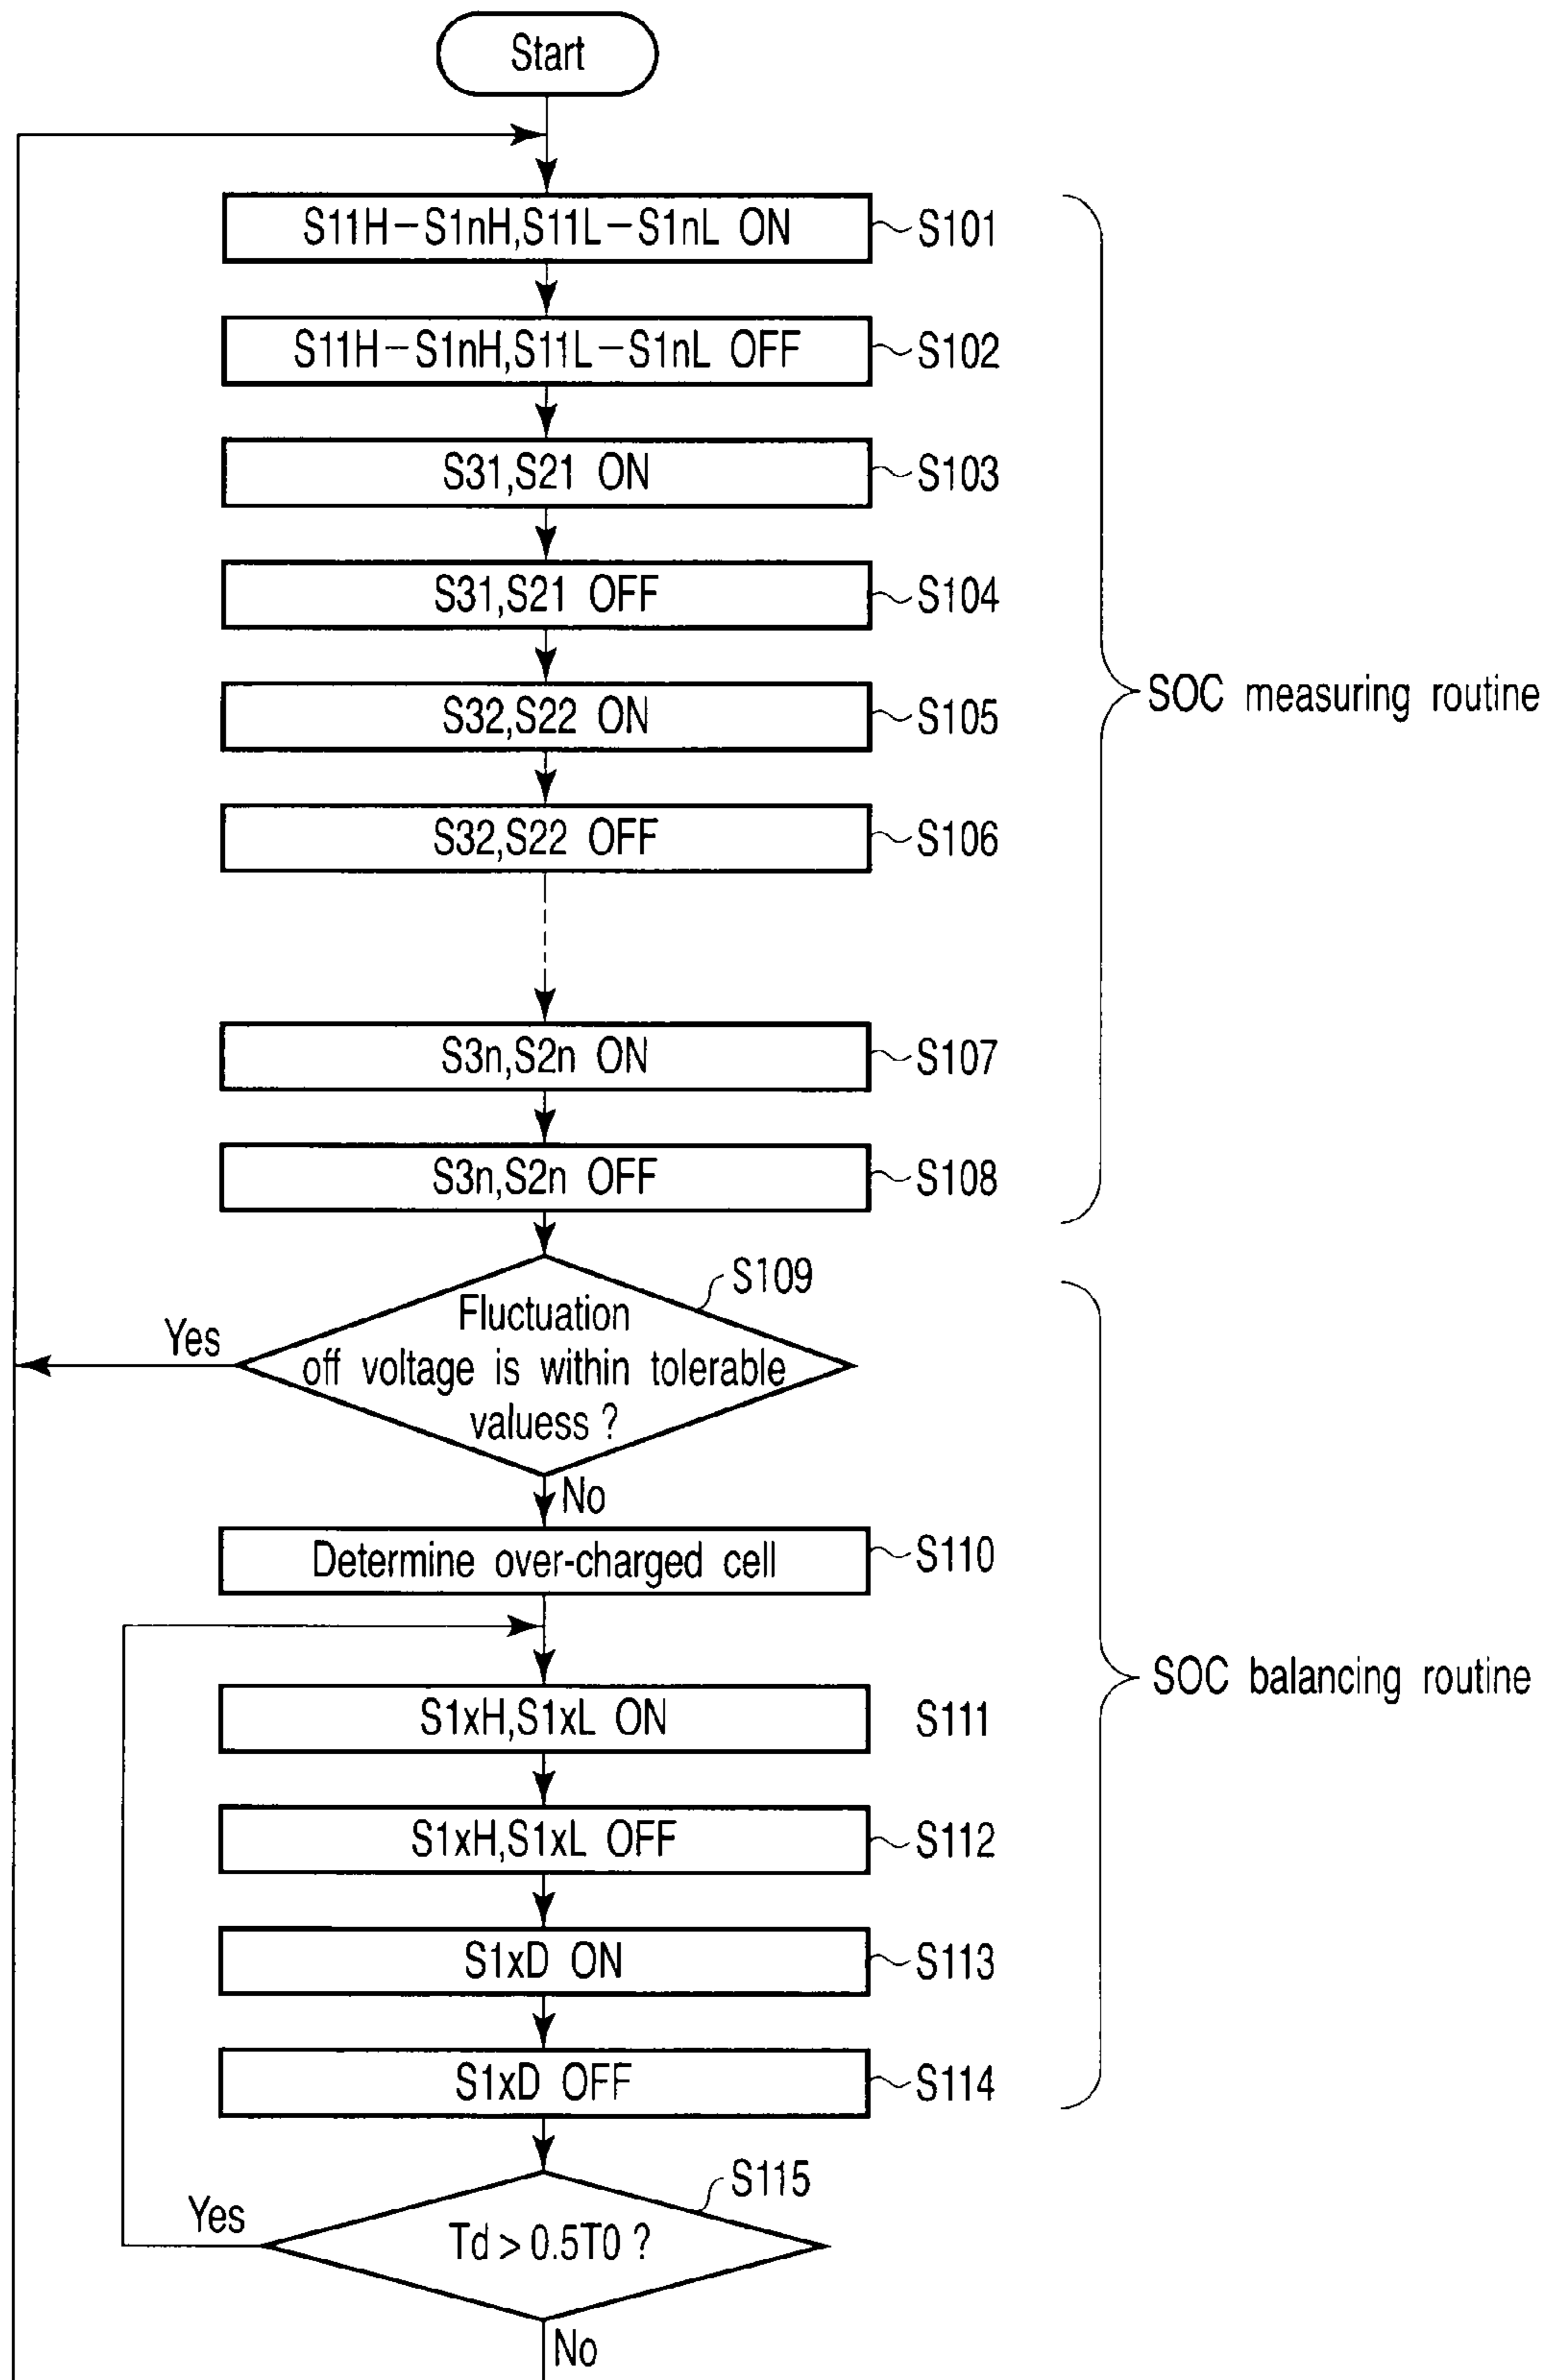 Start
S11H–S1nH,S11L–S1nL ON
S101
S11H–S1nH,S11L–S1nL OFF
S102
S31,S21 ON
S103
S31,S21 OFF
S104
S32,S22 ON
S105
SOC measuring routine
S32,S22 OFF
S106
S3n,S2n ON
S107
S3n,S2n OFF
S108
S109
Fluctuation
off voltage is within tolerable
valuess ?
Yes
No
Determine over-charged cell
S110
SOC balancing routine
S1xH,S1xL ON
S111
S1xH,S1xL OFF
S112
S1xD ON
S113
S1xD OFF
S114
S115
Td > 0.5T0 ?
Yes
No